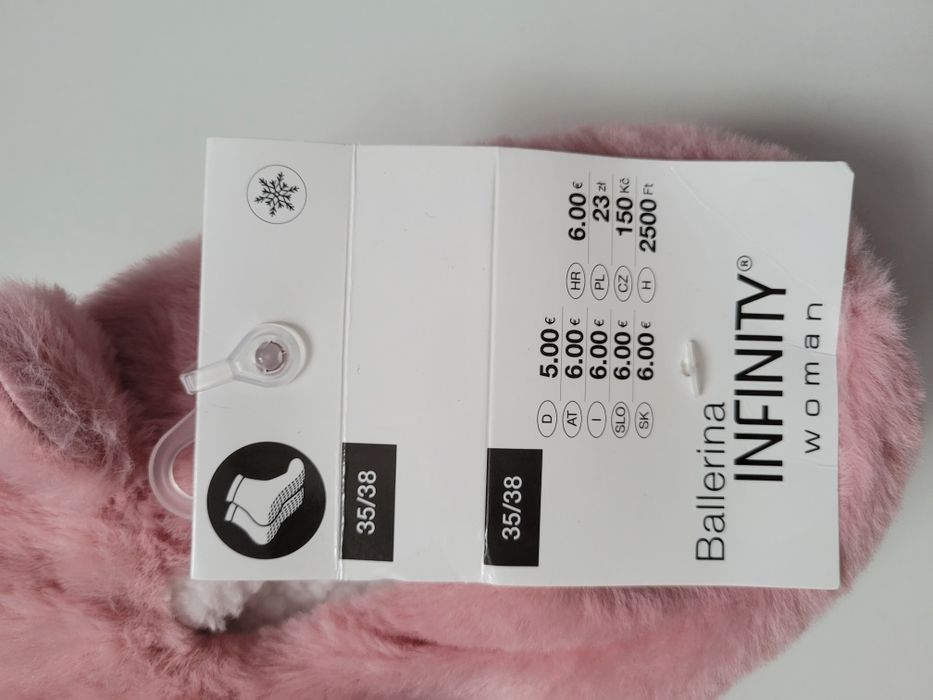 35/38
35/38
D 5.00 €
AT 6.00 €
I 6.00 €
SLO 6.00 €
SK 6.00 €
HR 6.00 €
PL 23 zł
CZ 150 Kč
H 2500 Ft
Ballerina
INFINITY®
woman